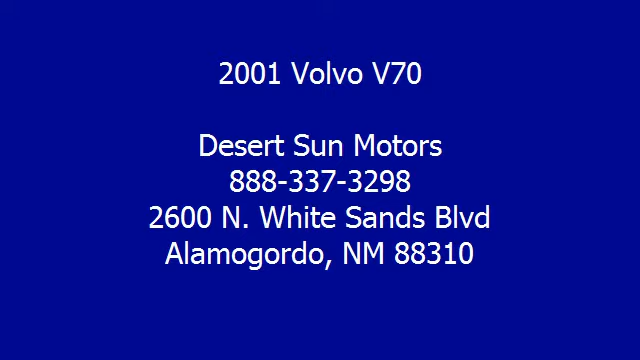 2001 Volvo V70
Desert Sun Motors
888-337-3298
2600 N. White Sands Blvd
Alamogordo, NM 88310